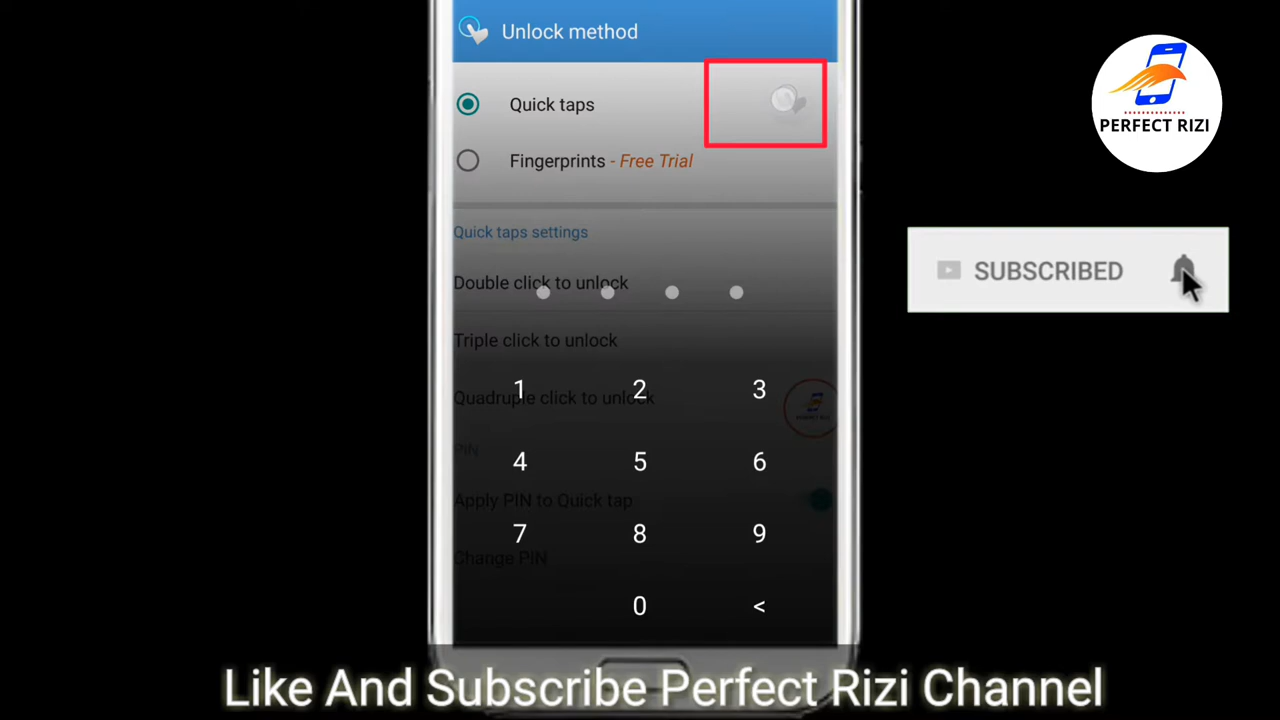 Unlock method
Quick taps
Fingerprints - Free Trial
Quick taps settings
Double click to unlock
Triple click to unlock
Quadruple click to unlock
PIN
Apply PIN to Quick tap
Change PIN
1 2 3
4 5 6
7 8 9
0 <
PERFECT RIZI
SUBSCRIBED
PERFECT RIZI
Like And Subscribe Perfect Rizi Channel